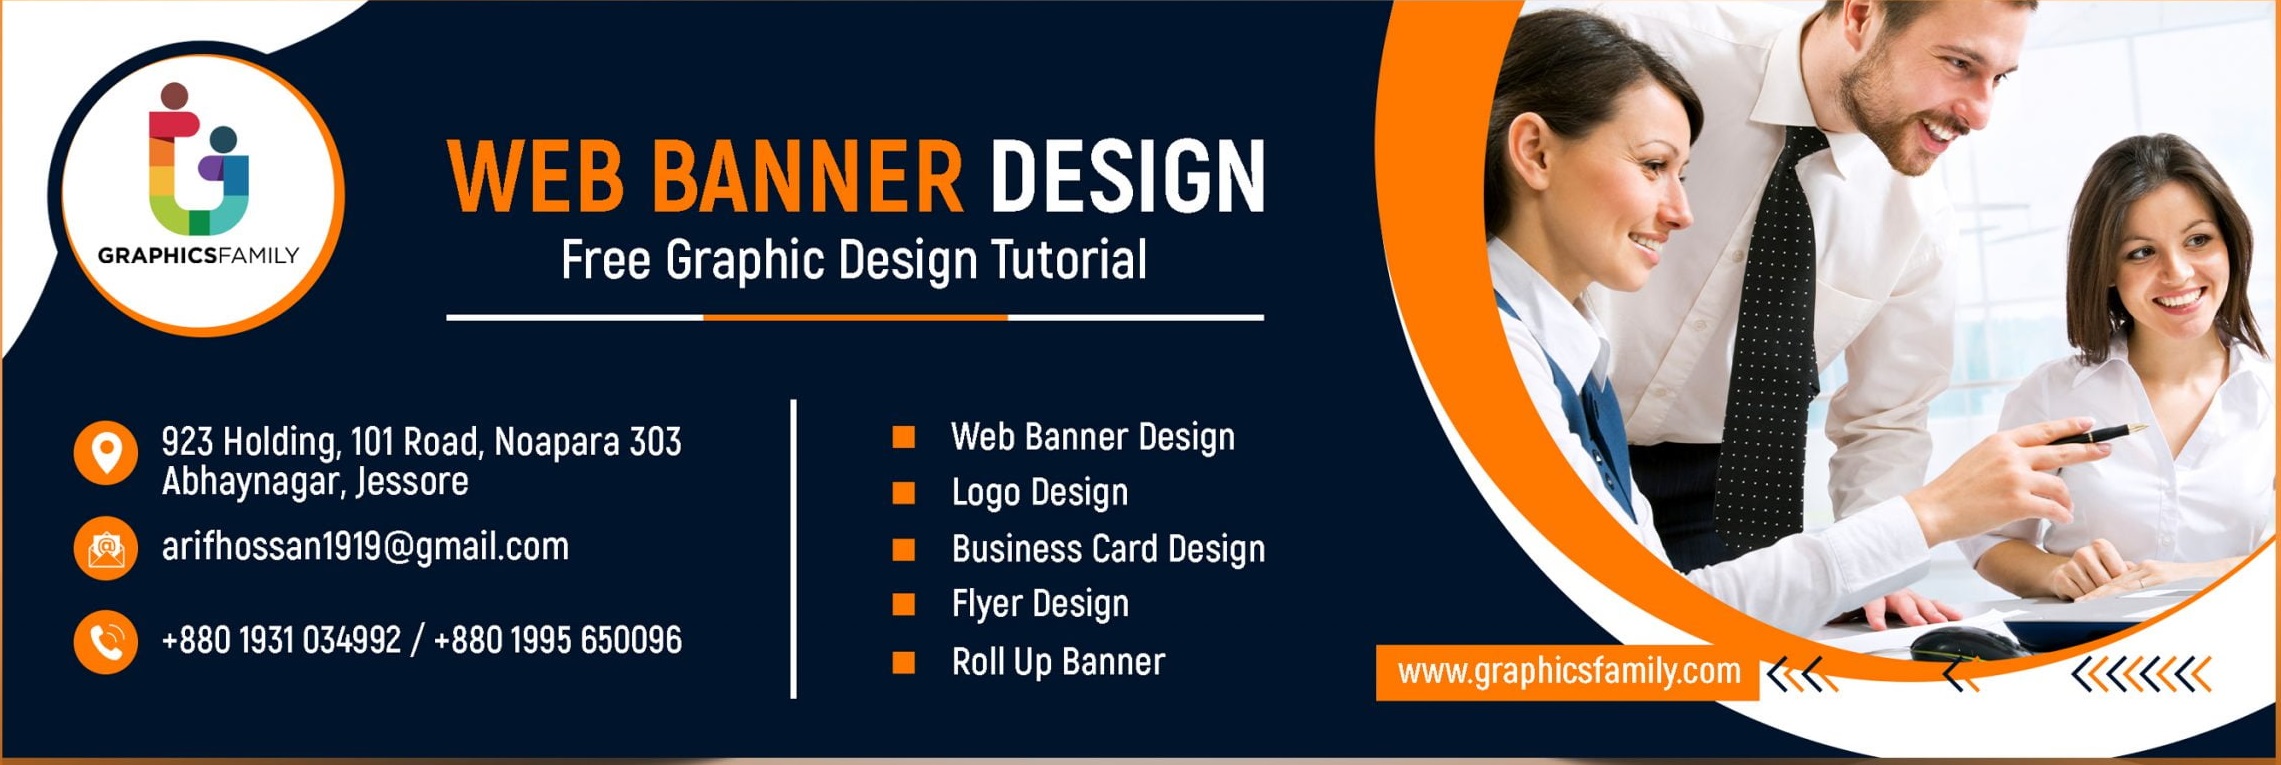 GRAPHICSFAMILY
WEB BANNER DESIGN
Free Graphic Design Tutorial
923 Holding, 101 Road, Noapara 303
Abhaynagar, Jessore
arifhossan1919@gmail.com
+880 1931 034992 / +880 1995 650096
Web Banner Design
Logo Design
Business Card Design
Flyer Design
Roll Up Banner
www.graphicsfamily.com